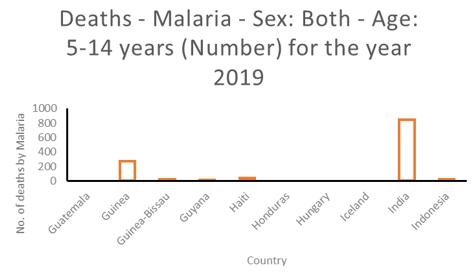 Deaths - Malaria - Sex: Both - Age:
5-14 years (Number) for the year
2019
No. of deaths by Malaria
1000
800
600
400
200
0
Guatemala
Guinea
Guinea-Bissau
Guyana
Haiti
Honduras
Hungary
Iceland
India
Indonesia
Country